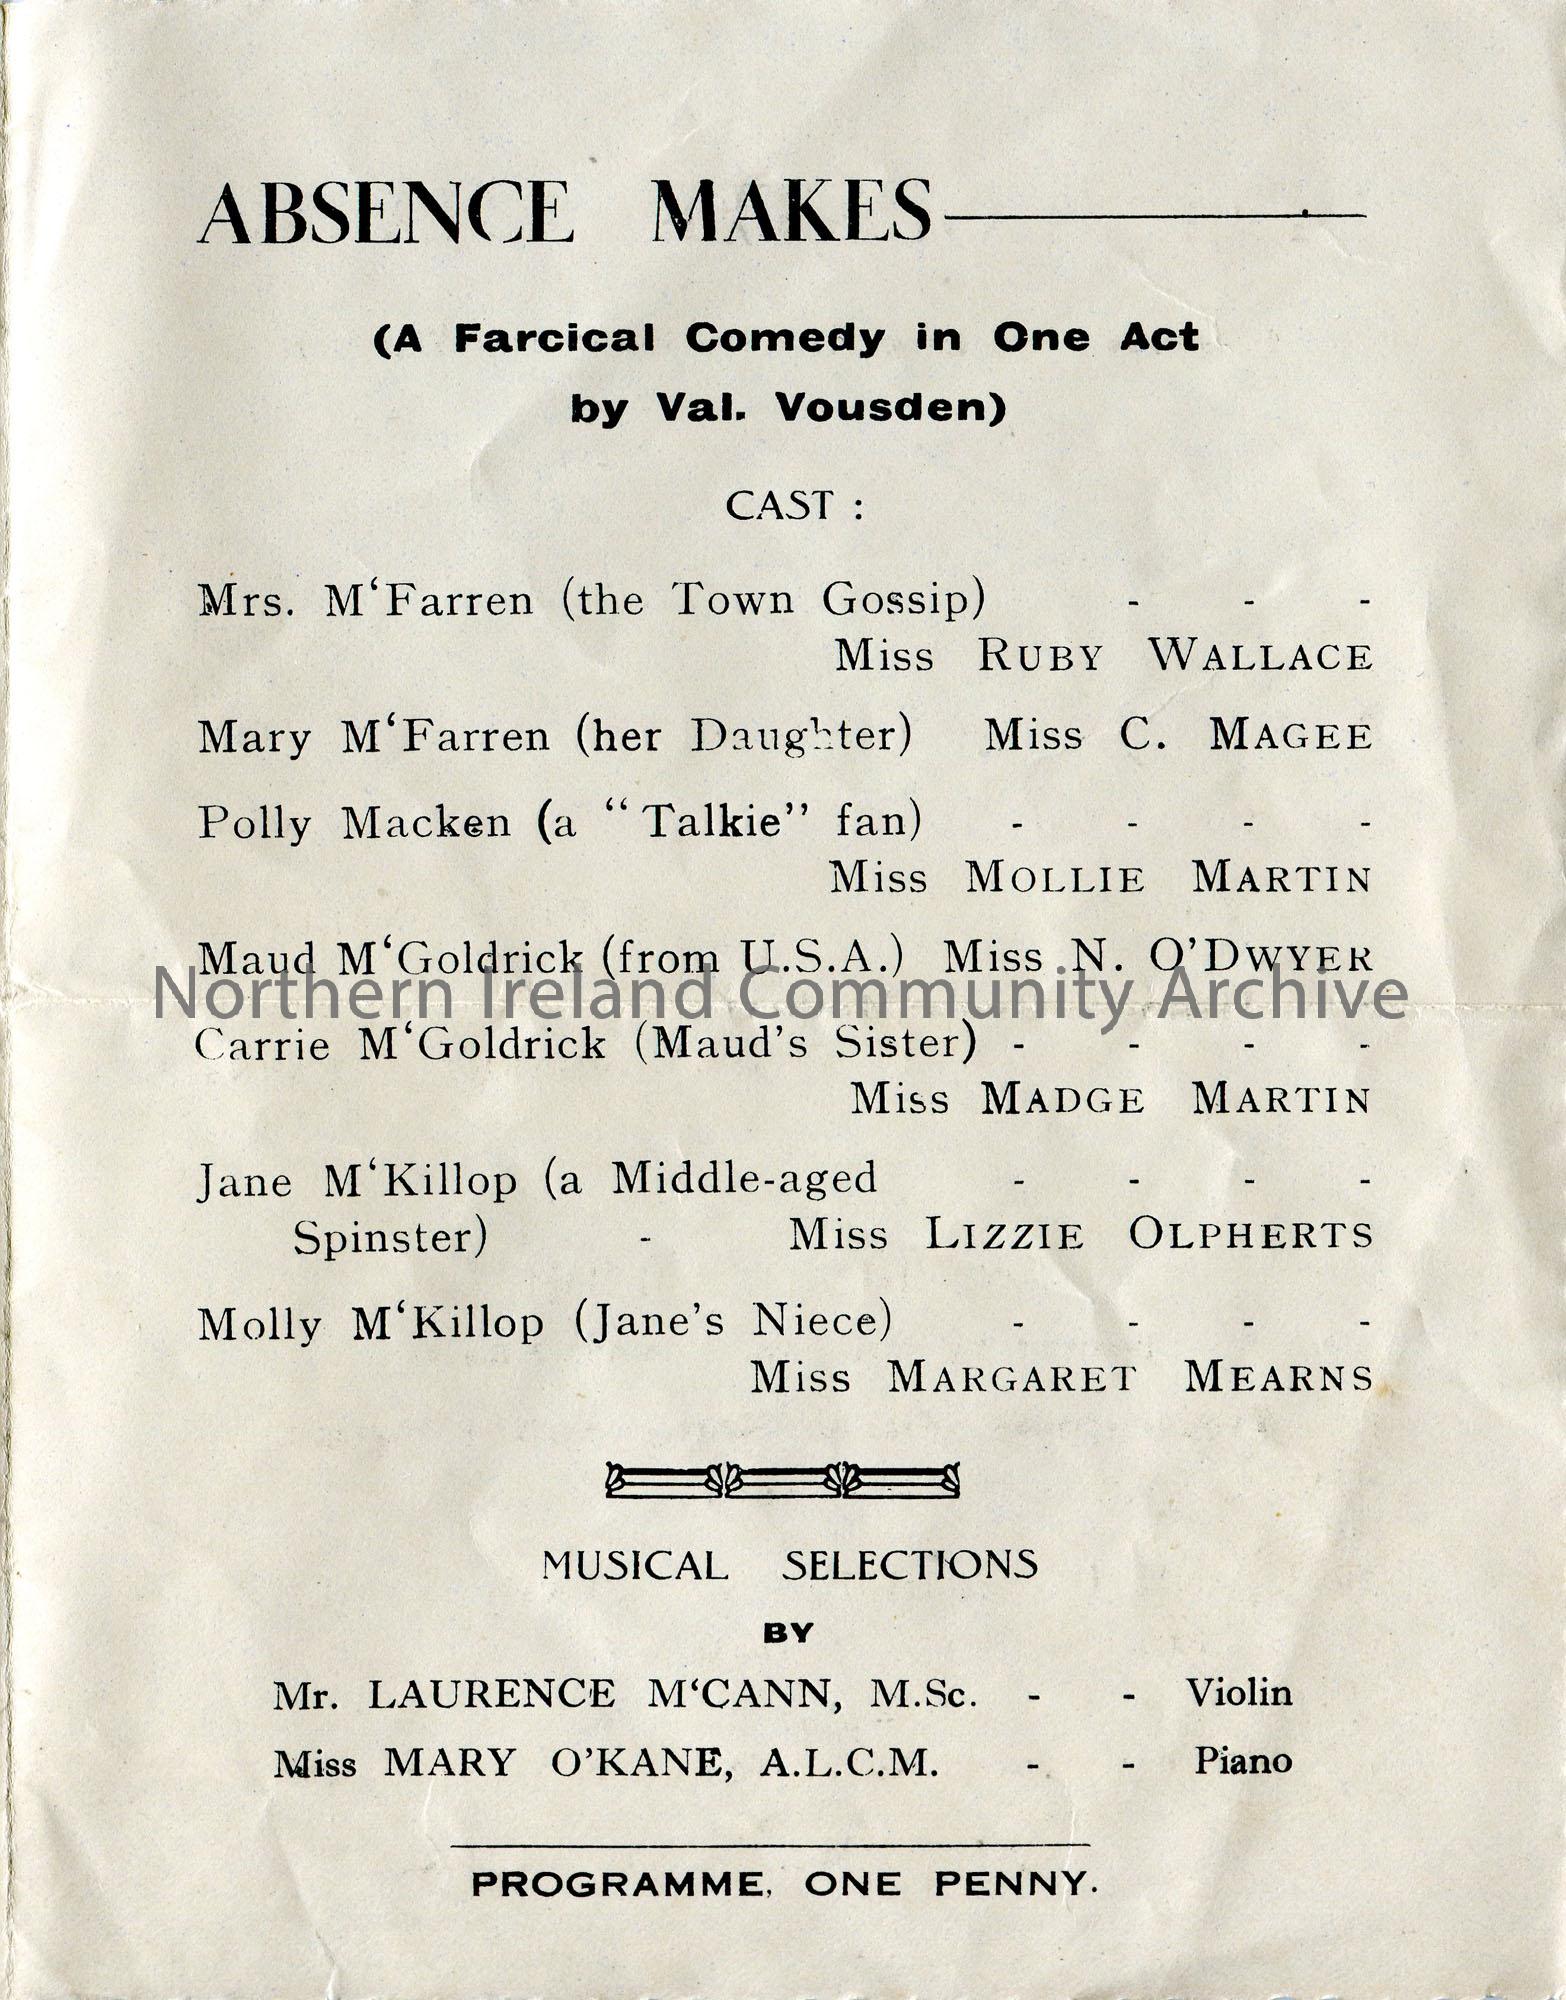 ABSENCE MAKES—
(A Farcical Comedy in One Act
by Val. Vousden)
CAST :
Mrs. M‘Farren (the Town Gossip) - - -
Miss RUBY WALLACE
Mary M‘Farren (her Daughter) Miss C. MAGEE
Polly Macken (a “Talkie” fan) - - - -
Miss MOLLIE MARTIN
Maud M‘Goldrick (from U.S.A.) Miss N. O’DWYER
Northern Ireland Community Archive
Carrie M‘Goldrick (Maud’s Sister) - - - -
Miss MADGE MARTIN
Jane M‘Killop (a Middle-aged - - - -
Spinster) - Miss LIZZIE OLPHERTS
Molly M‘Killop (Jane’s Niece) - - - -
Miss MARGARET MEARNS
MUSICAL SELECTIONS
BY
Mr. LAURENCE M‘CANN, M.Sc. - - Violin
Miss MARY O’KANE, A.L.C.M. - - Piano
PROGRAMME, ONE PENNY.